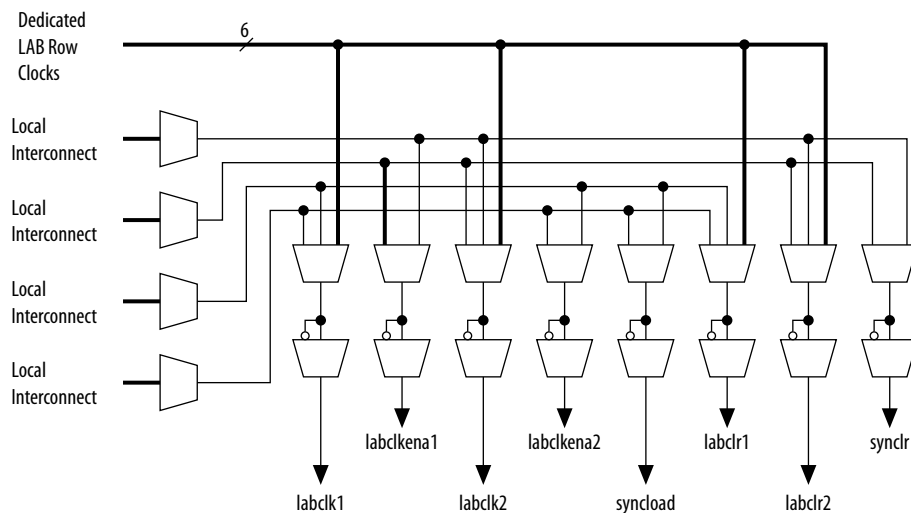 Dedicated
LAB Row
Clocks
6
Local
Interconnect
Local
Interconnect
Local
Interconnect
Local
Interconnect
labclkena1
labclkena2
labclr1
synclr
labclk1
labclk2
syncload
labclr2